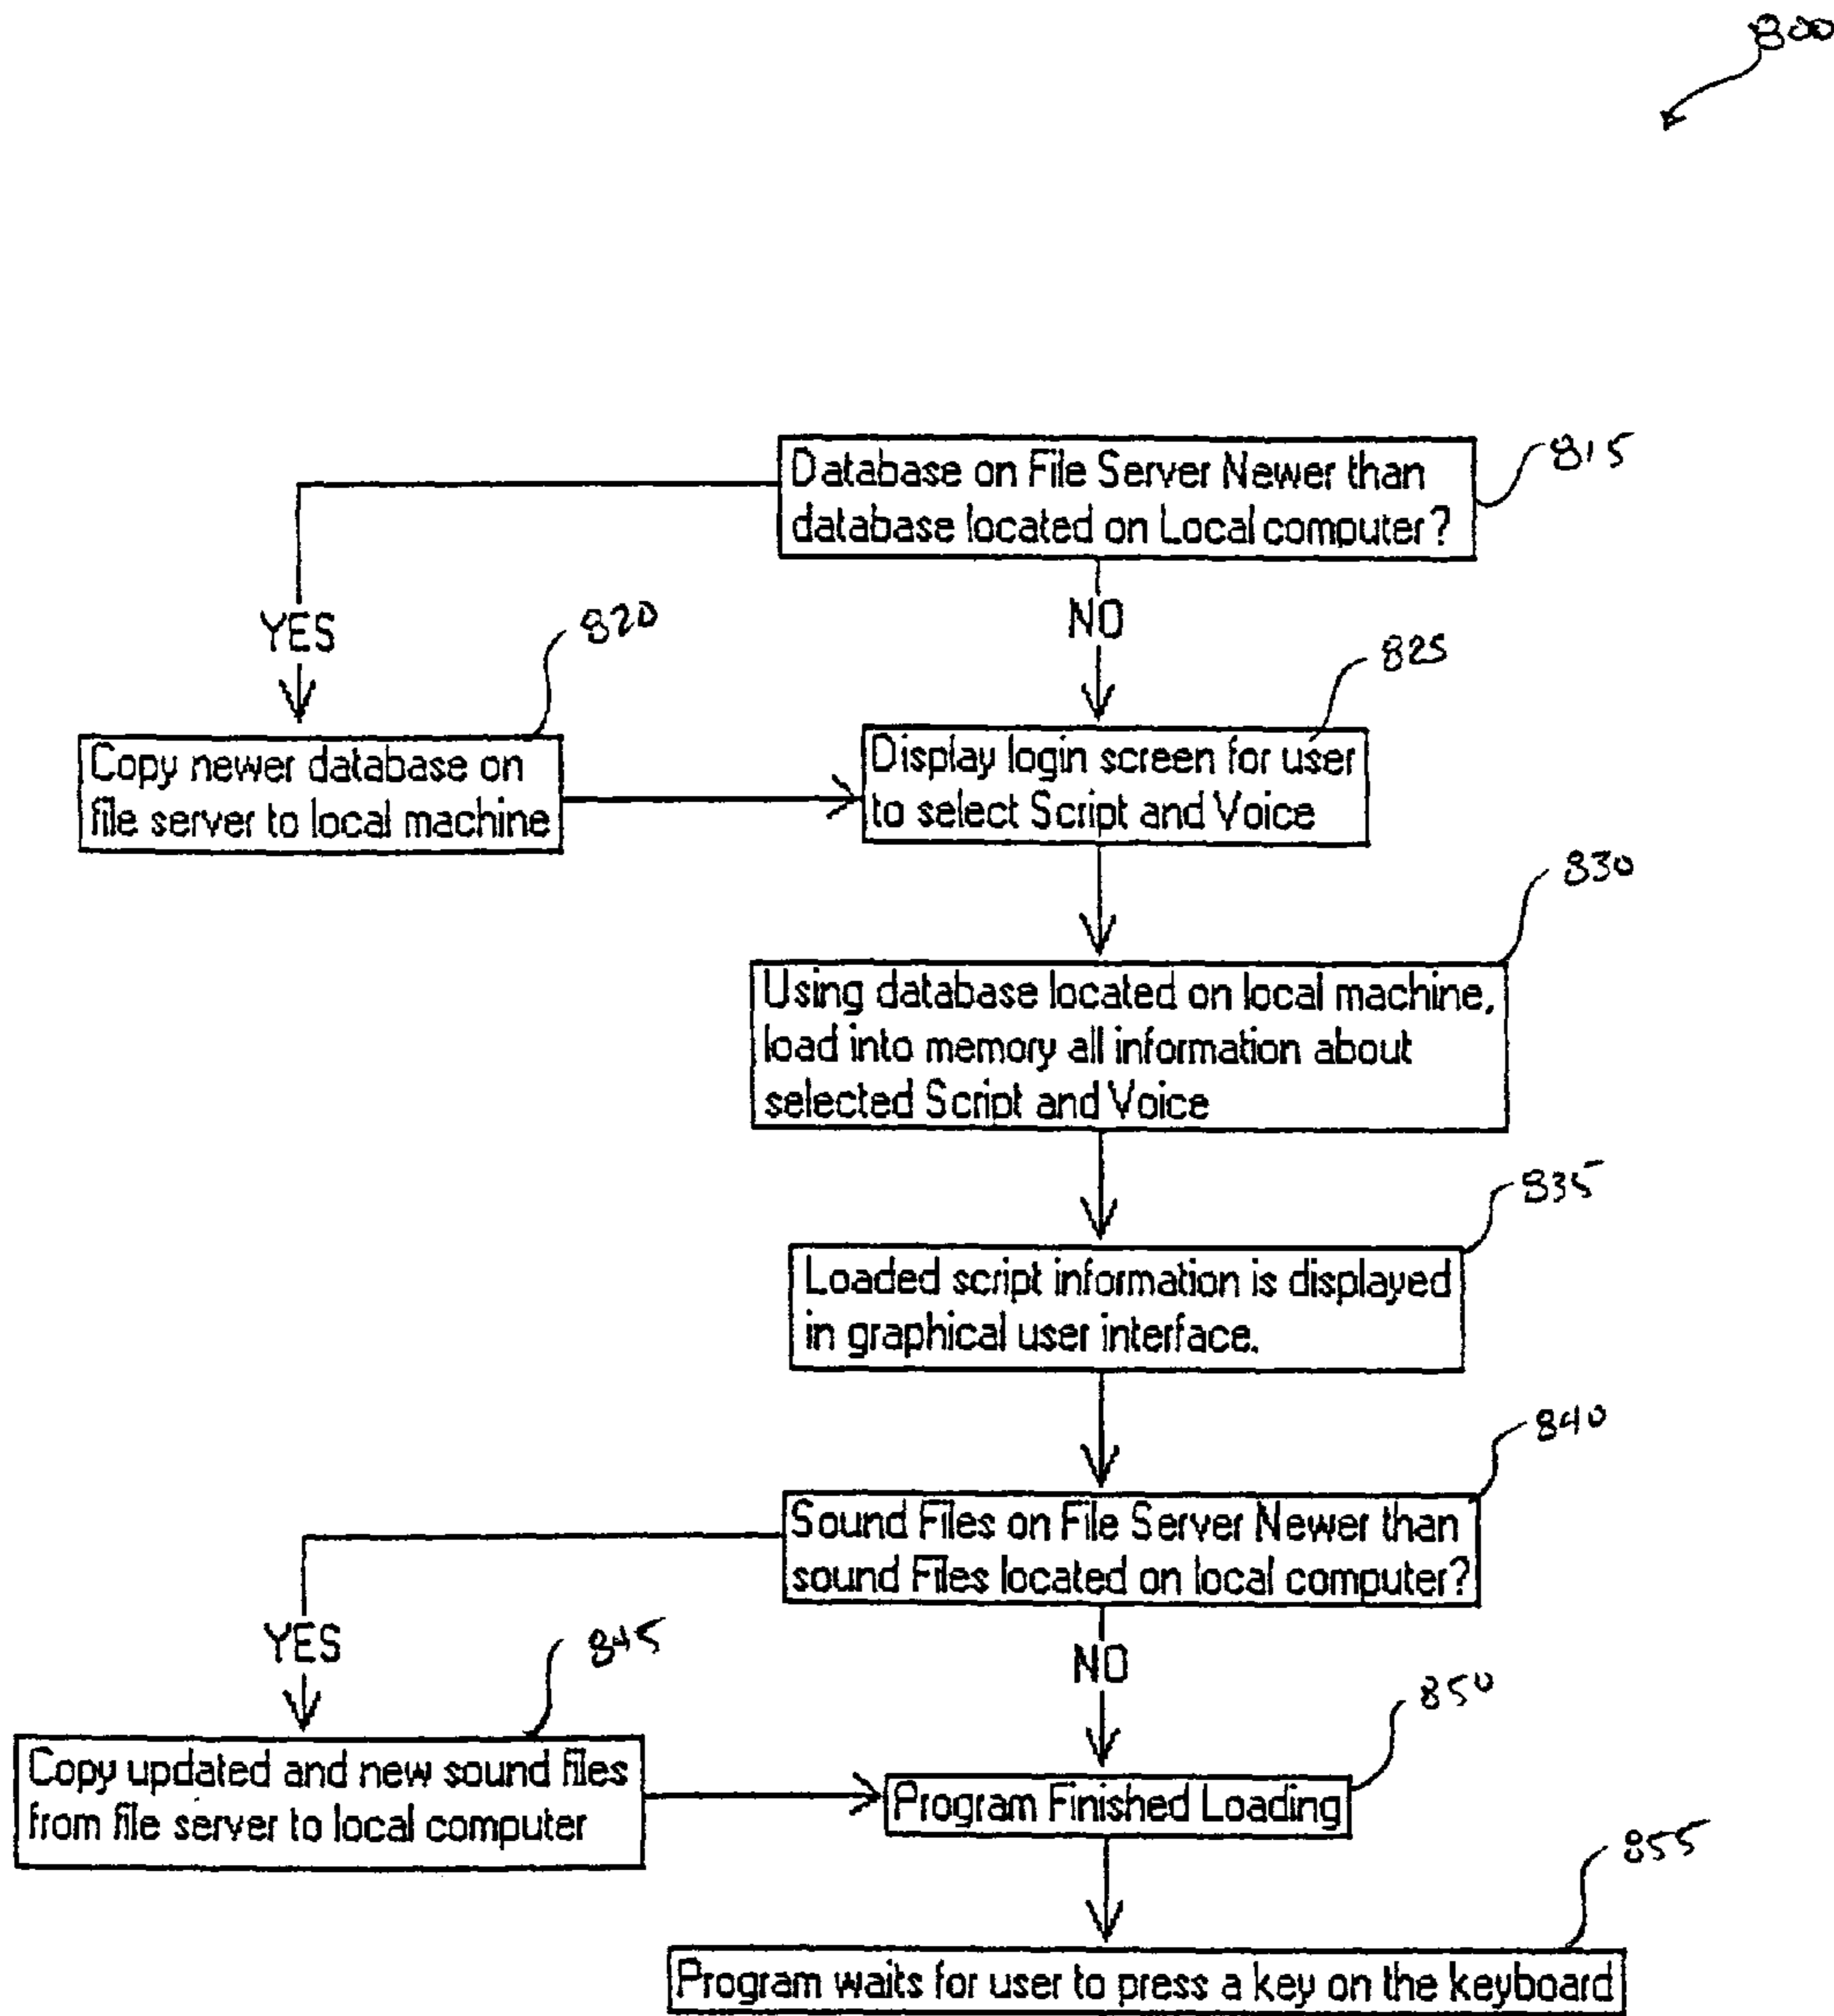 800
Database on File Server Newer than
database located on Local computer?
815
YES
NO
820
825
Copy newer database on
file server to local machine
Display login screen for user
to select Script and Voice
830
Using database located on local machine,
load into memory all information about
selected Script and Voice
835
Loaded script information is displayed
in graphical user interface.
840
Sound Files on File Server Newer than
sound Files located on local computer?
YES
NO
845
850
Copy updated and new sound files
from file server to local computer
Program Finished Loading
855
Program waits for user to press a key on the keyboard